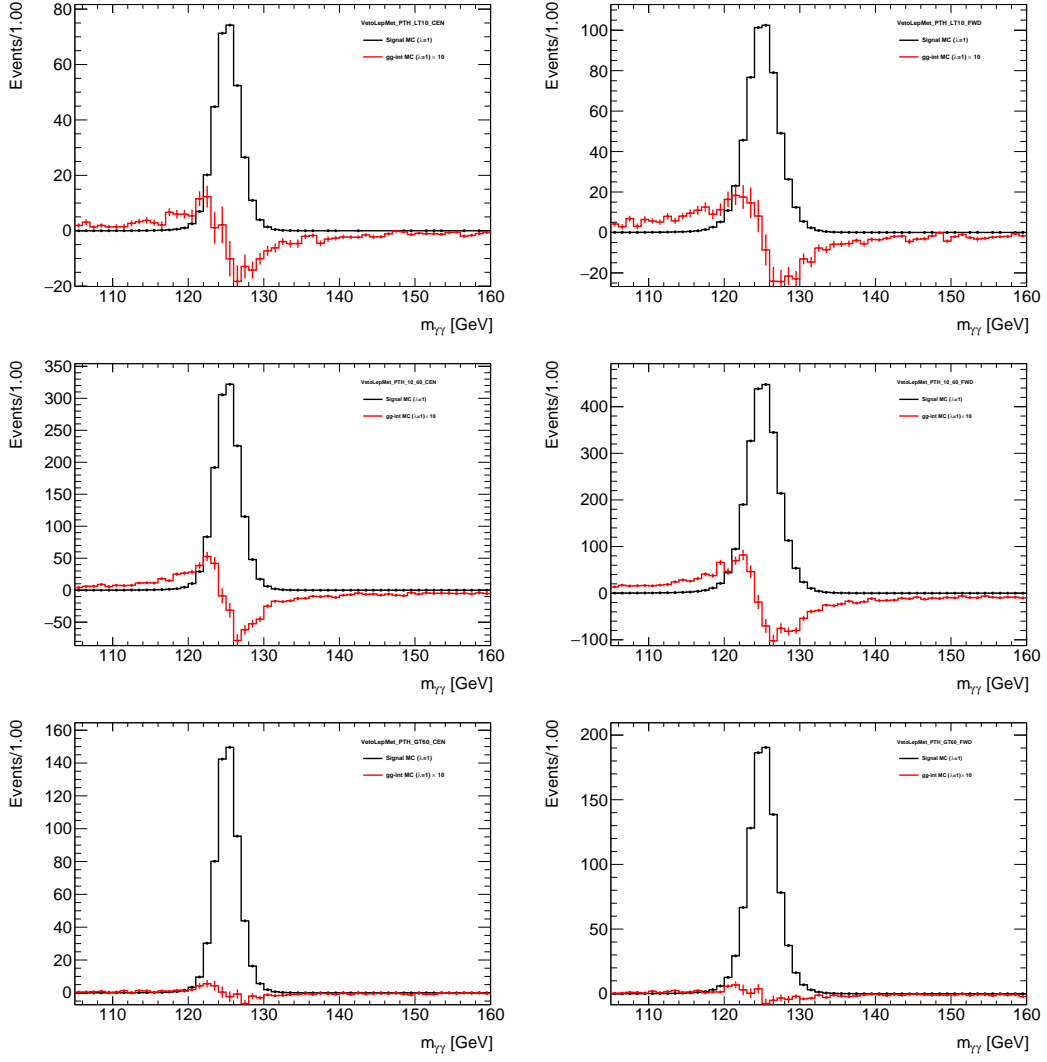 Events/1.00
80
60
40
20
0
−20
VetoLepMet_PTH_LT10_CEN
Signal MC (λ=1)
gg-int MC (λ=1) × 10
110 120 130 140 150 160
mγγ [GeV]
Events/1.00
100
80
60
40
20
0
−20
VetoLepMet_PTH_LT10_FWD
Signal MC (λ=1)
gg-int MC (λ=1) × 10
110 120 130 140 150 160
mγγ [GeV]
Events/1.00
350
300
250
200
150
100
50
0
−50
VetoLepMet_PTH_10_60_CEN
Signal MC (λ=1)
gg-int MC (λ=1) × 10
110 120 130 140 150 160
mγγ [GeV]
Events/1.00
400
300
200
100
0
−100
VetoLepMet_PTH_10_60_FWD
Signal MC (λ=1)
gg-int MC (λ=1) × 10
110 120 130 140 150 160
mγγ [GeV]
Events/1.00
160
140
120
100
80
60
40
20
0
VetoLepMet_PTH_GT60_CEN
Signal MC (λ=1)
gg-int MC (λ=1) × 10
110 120 130 140 150 160
mγγ [GeV]
Events/1.00
200
150
100
50
0
VetoLepMet_PTH_GT60_FWD
Signal MC (λ=1)
gg-int MC (λ=1) × 10
110 120 130 140 150 160
mγγ [GeV]